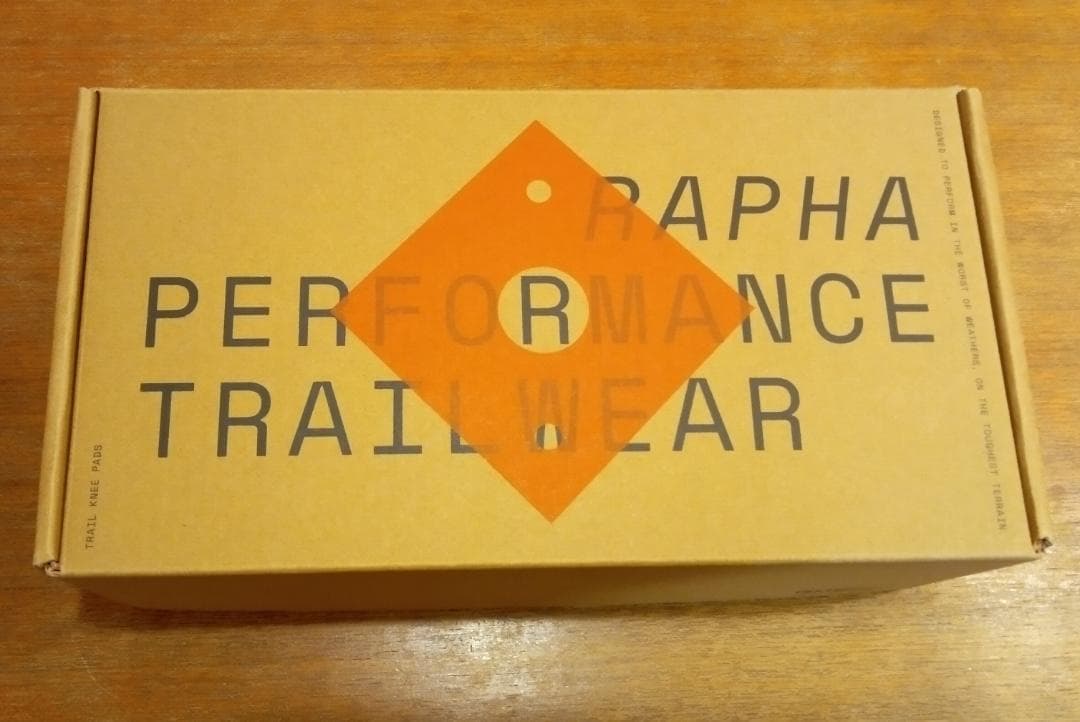 RAPHA
PERFORMANCE
TRAILWEAR
TRAIL KNEE PADS
DESIGNED TO PERFORM IN THE WORST OF WEATHERS, ON THE TOUGHEST TERRAIN